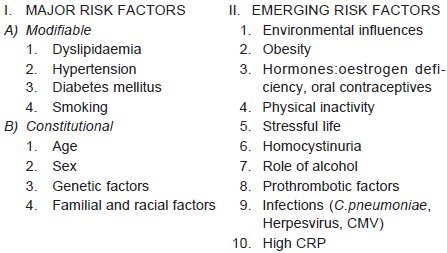 I. MAJOR RISK FACTORS
A) Modifiable
1. Dyslipidaemia
2. Hypertension
3. Diabetes mellitus
4. Smoking
B) Constitutional
1. Age
2. Sex
3. Genetic factors
4. Familial and racial factors
II. EMERGING RISK FACTORS
1. Environmental influences
2. Obesity
3. Hormones:oestrogen defi-
ciency, oral contraceptives
4. Physical inactivity
5. Stressful life
6. Homocystinuria
7. Role of alcohol
8. Prothrombotic factors
9. Infections (C.pneumoniae,
Herpesvirus, CMV)
10. High CRP